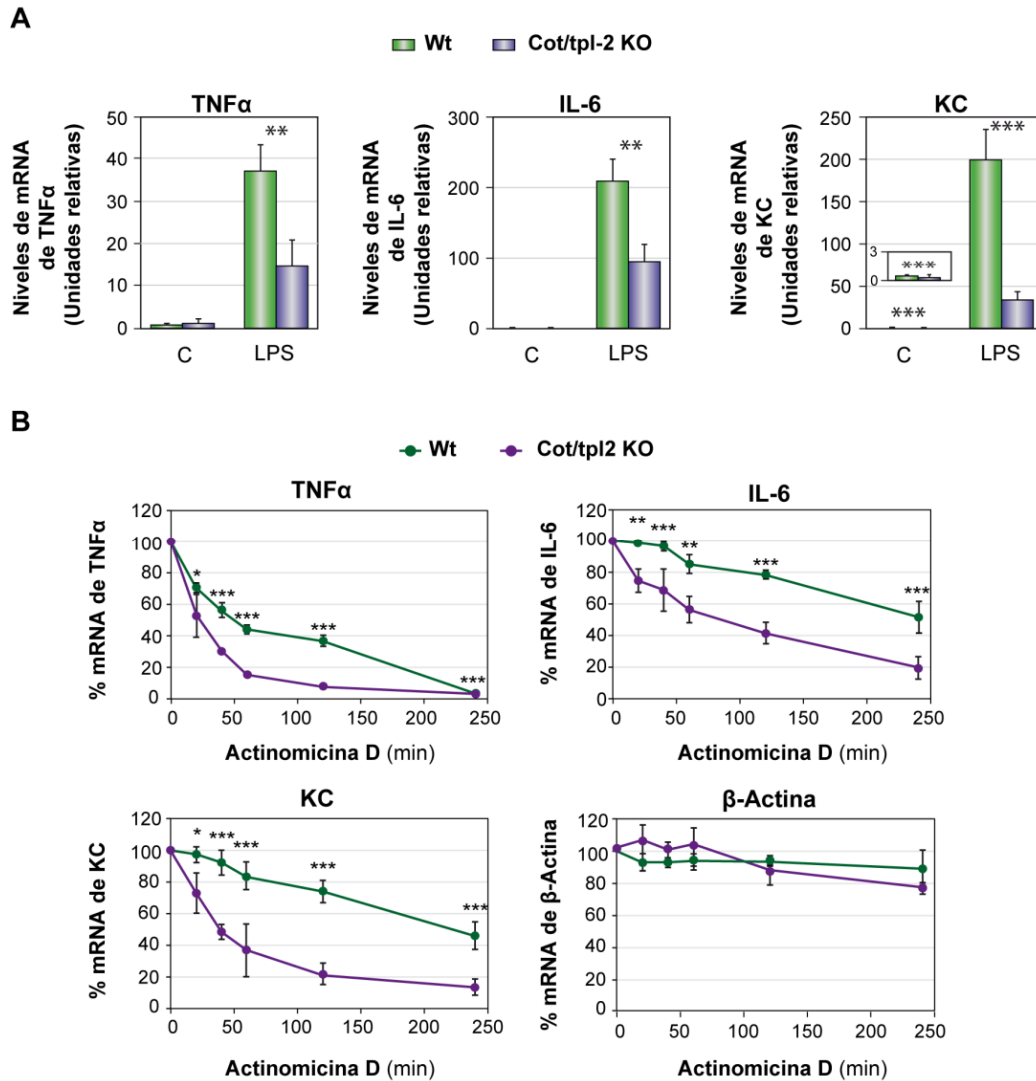 A
Wt Cot/tpl-2 KO
TNFα
Niveles de mRNA
de TNFα
(Unidades relativas)
50
40
30
20
10
0
**
C LPS
IL-6
Niveles de mRNA
de IL-6
(Unidades relativas)
300
200
100
0
**
C LPS
KC
Niveles de mRNA
de KC
(Unidades relativas)
250
200
150
100
50
0
***
3
0
***
***
C LPS
B
Wt Cot/tpl2 KO
TNFα
% mRNA de TNFα
120
100
80
60
40
20
0
* *** *** *** ***
0 50 100 150 200 250
Actinomicina D (min)
IL-6
% mRNA de IL-6
120
100
80
60
40
20
0
** *** ** *** ***
0 50 100 150 200 250
Actinomicina D (min)
KC
% mRNA de KC
120
100
80
60
40
20
0
* *** *** *** ***
0 50 100 150 200 250
Actinomicina D (min)
β-Actina
% mRNA de β-Actina
120
100
80
60
40
20
0
0 50 100 150 200 250
Actinomicina D (min)